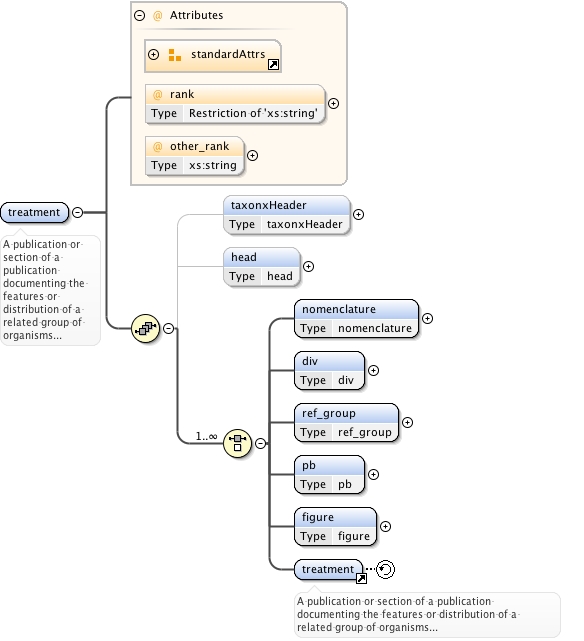 @ Attributes
standardAttrs
@ rank
Type Restriction of 'xs:string'
@ other_rank
Type xs:string
treatment
A publication or
section of a
publication
documenting the
features or
distribution of a
related group of
organisms...
taxonxHeader
Type taxonxHeader
head
Type head
1..∞
nomenclature
Type nomenclature
div
Type div
ref_group
Type ref_group
pb
Type pb
figure
Type figure
treatment
A publication or section of a publication
documenting the features or distribution of a
related group of organisms...